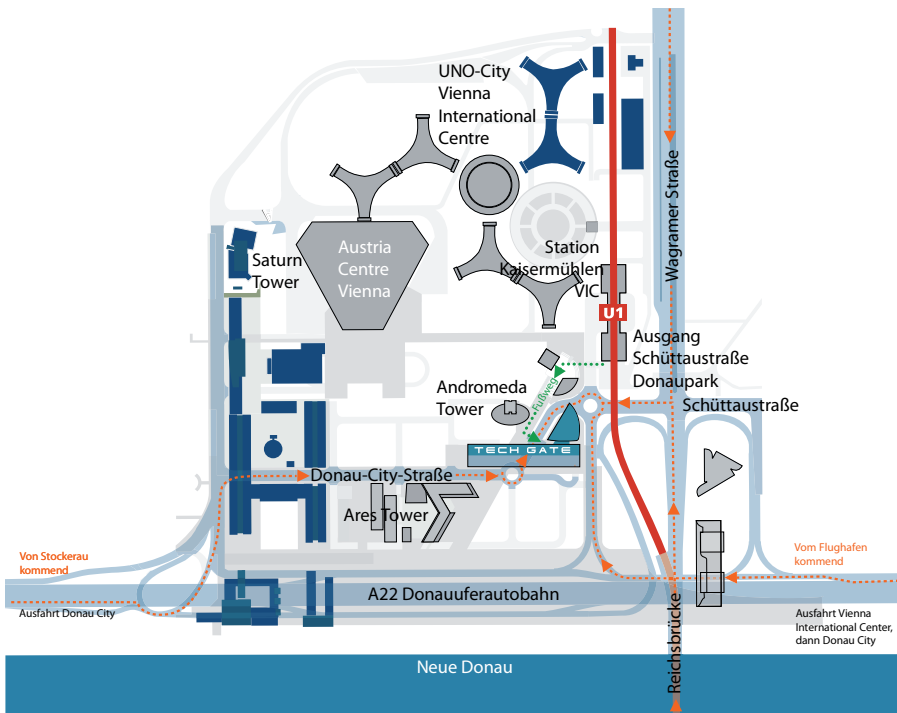 UNO-City
Vienna
International
Centre
Wagramer Straße
Austria
Centre
Vienna
Saturn
Tower
Station
Kaisermühlen
VIC
U1
Ausgang
Schüttaustraße
Donaupark
Schüttaustraße
Fußweg
Andromeda
Tower
TECH GATE
Donau-City-Straße
Ares Tower
Von Stockerau
kommend
Vom Flughafen
kommend
A22 Donauuferautobahn
Ausfahrt Donau City
Ausfahrt Vienna
International Center,
dann Donau City
Reichsbrücke
Neue Donau